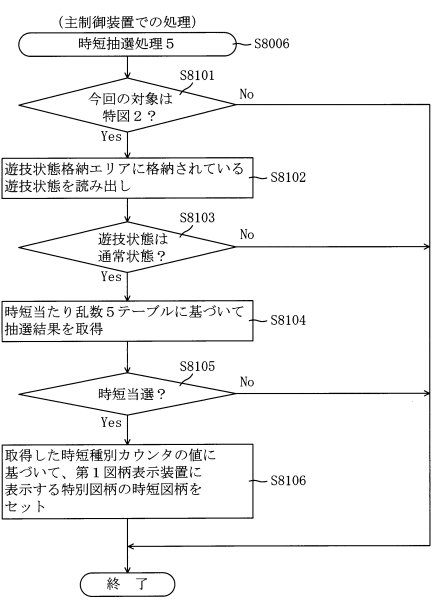 (主制御装置での処理)
時短抽選処理5
S8006
S8101
今回の対象は
特図2?
No
Yes
遊技状態格納エリアに格納されている
遊技状態を読み出し
S8102
S8103
遊技状態は
通常状態?
No
Yes
時短当たり乱数5テーブルに基づいて
抽選結果を取得
S8104
S8105
時短当選?
No
Yes
取得した時短種別カウンタの値に
基づいて、第1図柄表示装置に
表示する特別図柄の時短図柄を
セット
S8106
終 了